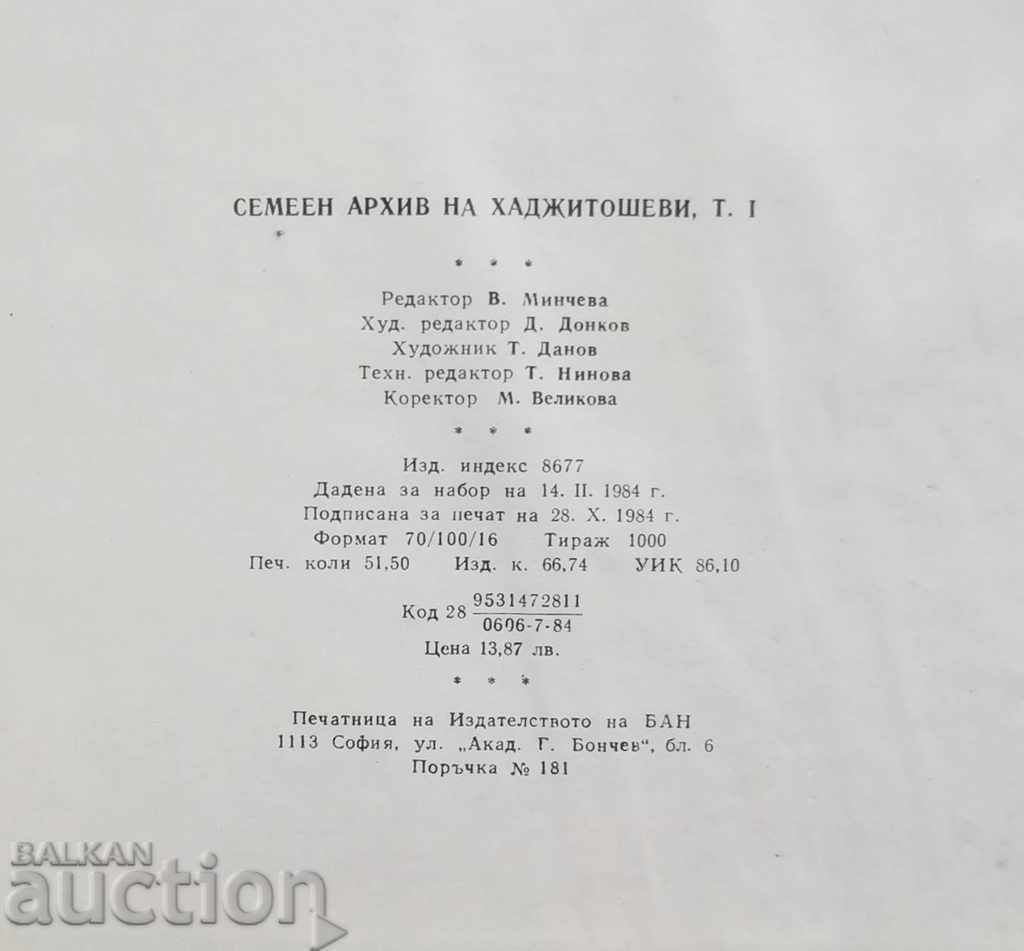 СЕМЕЕН АРХИВ НА ХАДЖИТОШЕВИ, Т. I
* * *
Редактор В. Минчева
Худ. редактор Д. Донков
Художник Т. Данов
Техн. редактор Т. Нинова
Коректор М. Великова
* * *
Изд. индекс 8677
Дадена за набор на 14. II. 1984 г.
Подписана за печат на 28. X. 1984 г.
Формат 70/100/16 Тираж 1000
Печ. коли 51,50 Изд. к. 66,74 УИК 86,10
Код 28 9531472811
0606-7-84
Цена 13,87 лв.
* * *
Печатница на Издателството на БАН
1113 София, ул. „Акад. Г. Бончев“, бл. 6
Поръчка № 181
BALKAN
auction